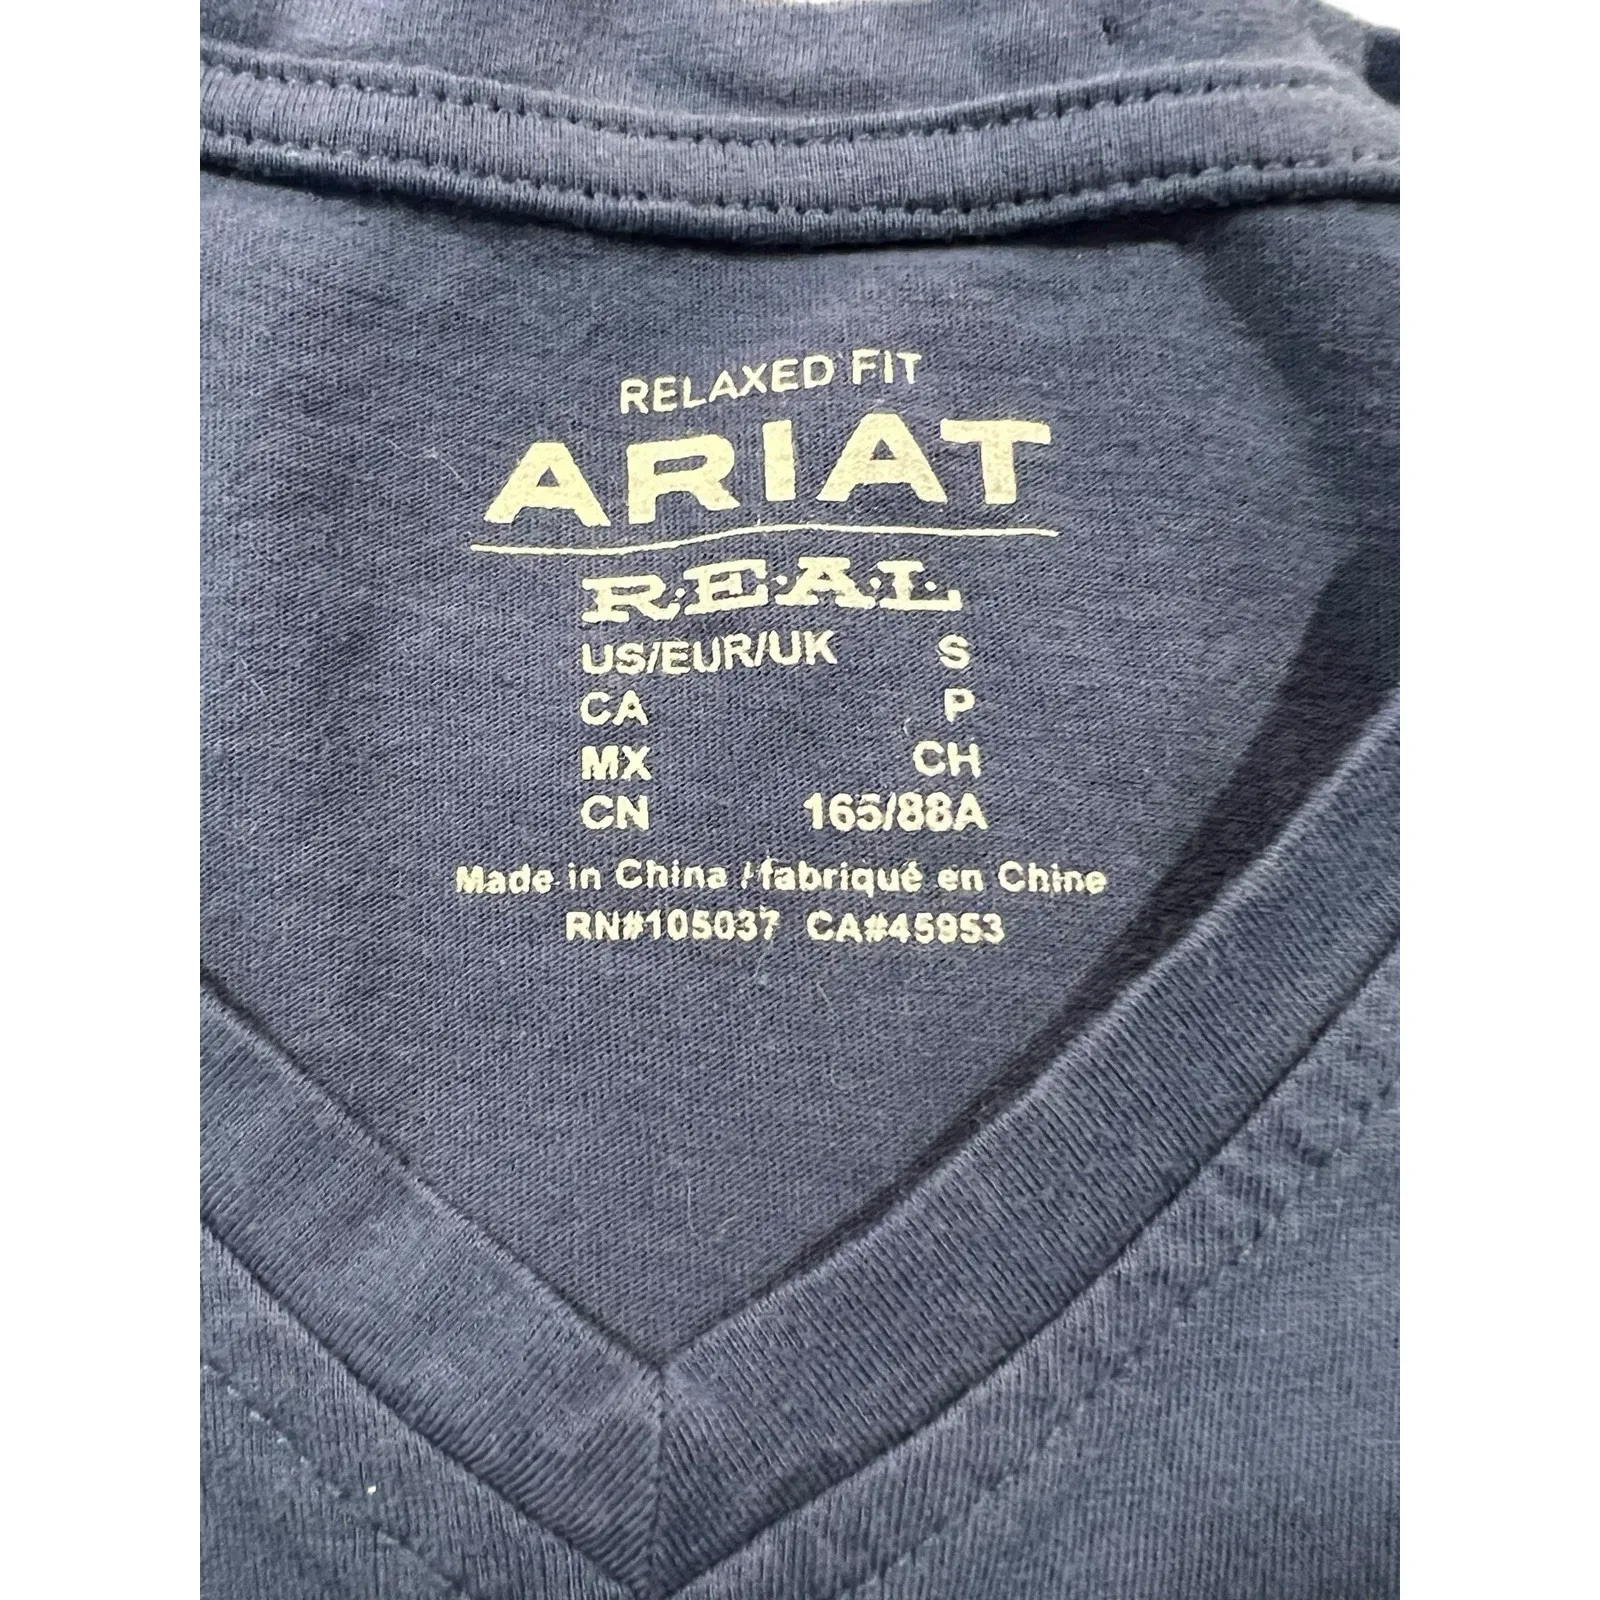 RELAXED FIT
ARIAT
R·E·A·L
US/EUR/UK S
CA P
MX CH
CN 165/88A
Made in China / fabriqué en Chine
RN#105037 CA#45953